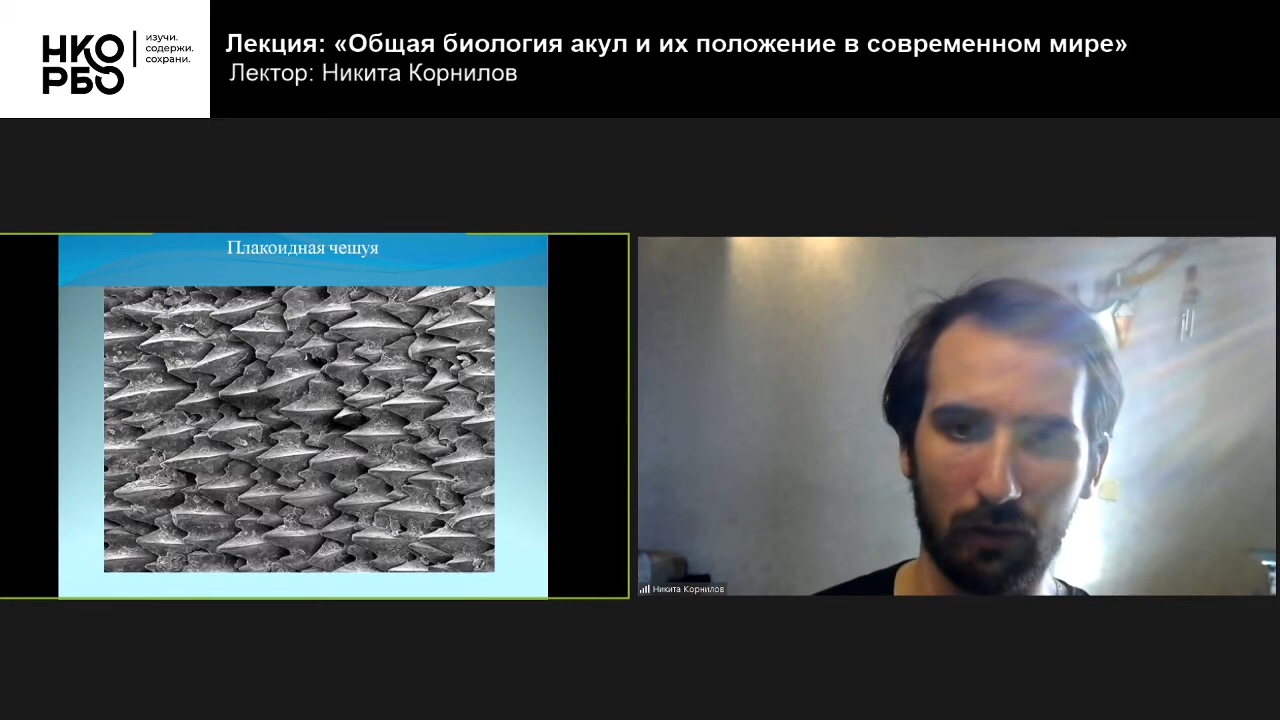 НКО
РБО
изучи.
содержи.
сохрани.
Лекция: «Общая биология акул и их положение в современном мире»
Лектор: Никита Корнилов
Плакоидная чешуя
Никита Корнилов